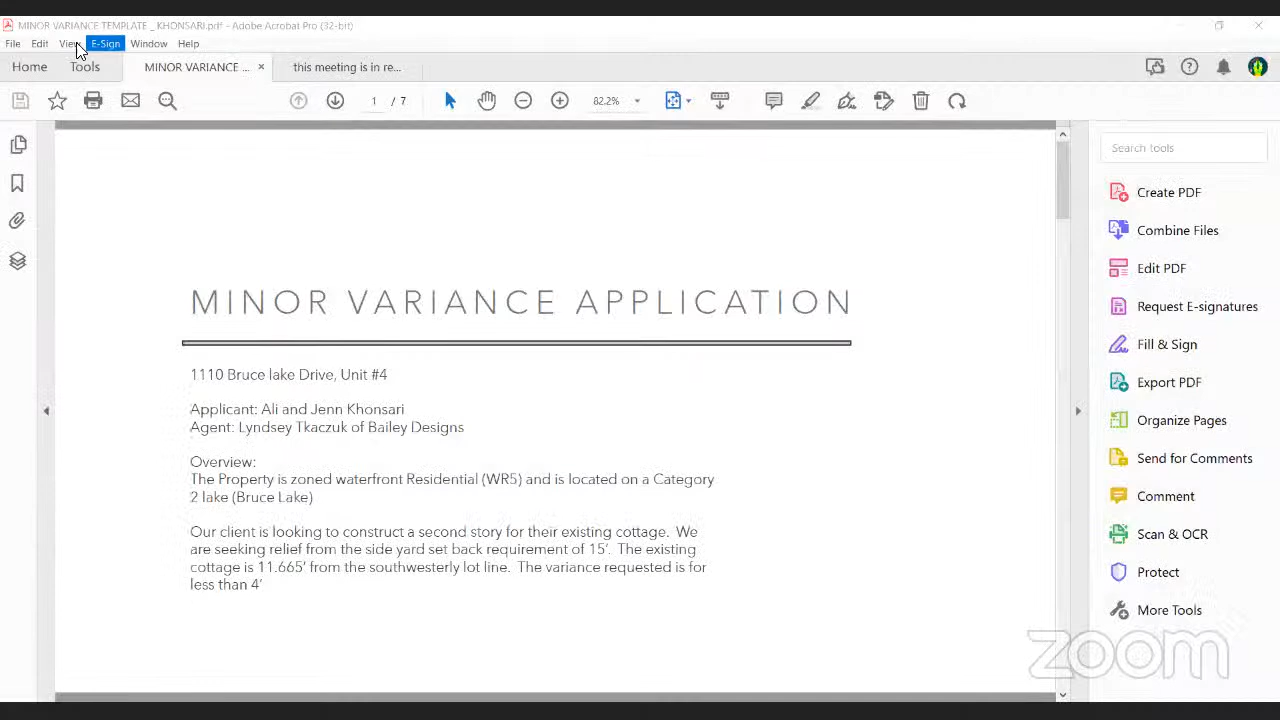 MINOR VARIANCE TEMPLATE _ KHONSARI.pdf - Adobe Acrobat Pro (32-bit)
File Edit View E-Sign Window Help
Home Tools MINOR VARIANCE ... × this meeting is in re...
1 / 7 82.2%
Search tools
Create PDF
Combine Files
Edit PDF
Request E-signatures
Fill & Sign
Export PDF
Organize Pages
Send for Comments
Comment
Scan & OCR
Protect
More Tools
MINOR VARIANCE APPLICATION
1110 Bruce lake Drive, Unit #4
Applicant: Ali and Jenn Khonsari
Agent: Lyndsey Tkaczuk of Bailey Designs
Overview:
The Property is zoned waterfront Residential (WR5) and is located on a Category
2 lake (Bruce Lake)
Our client is looking to construct a second story for their existing cottage. We
are seeking relief from the side yard set back requirement of 15’. The existing
cottage is 11.665’ from the southwesterly lot line. The variance requested is for
less than 4’
zoom